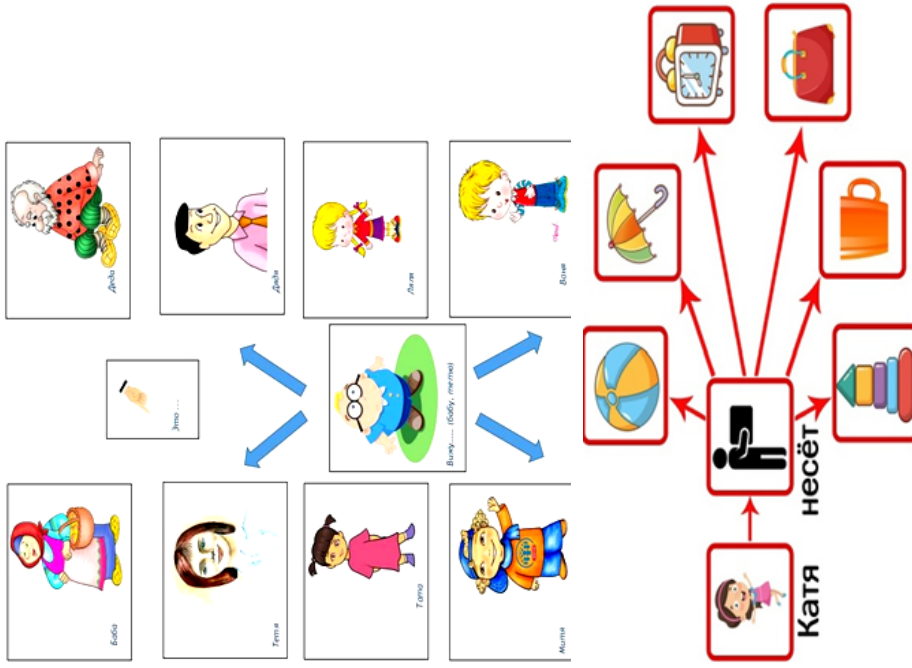 Баба
Деда
Это ...
Тетя
Дядя
Тата
Ляля
Вижу..... (бабу, тетю)
Митя
Ваня
Катя
несёт